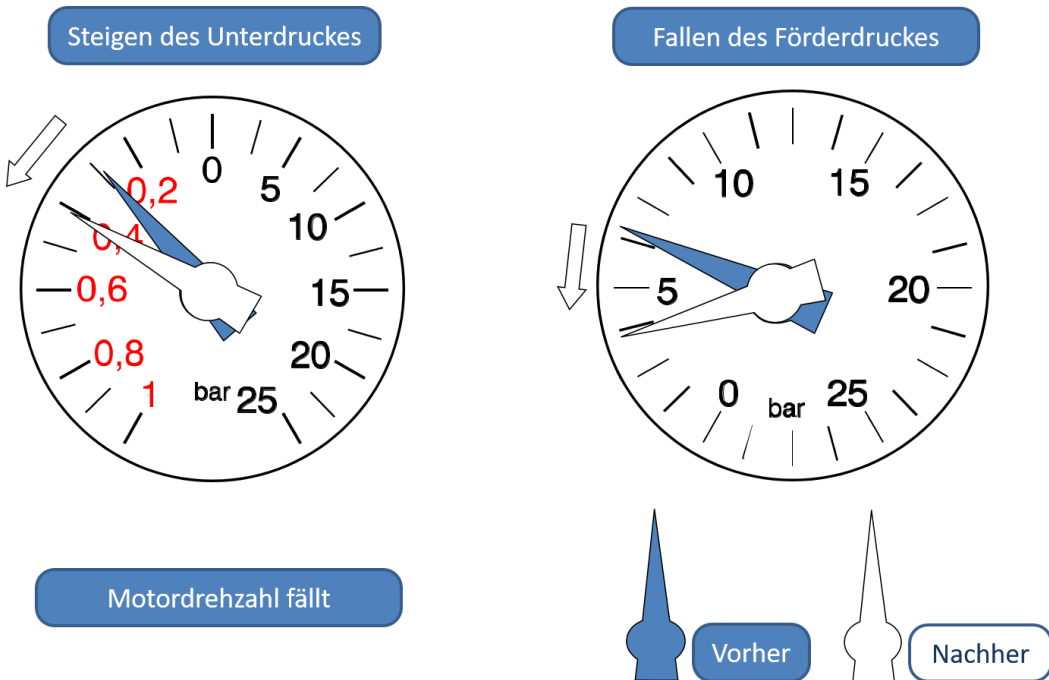 Steigen des Unterdruckes
Fallen des Förderdruckes
0
0,2
5
0,4
10
0,6
15
0,8
20
1
bar
25
10
15
5
20
0
bar
25
Motordrehzahl fällt
Vorher
Nachher